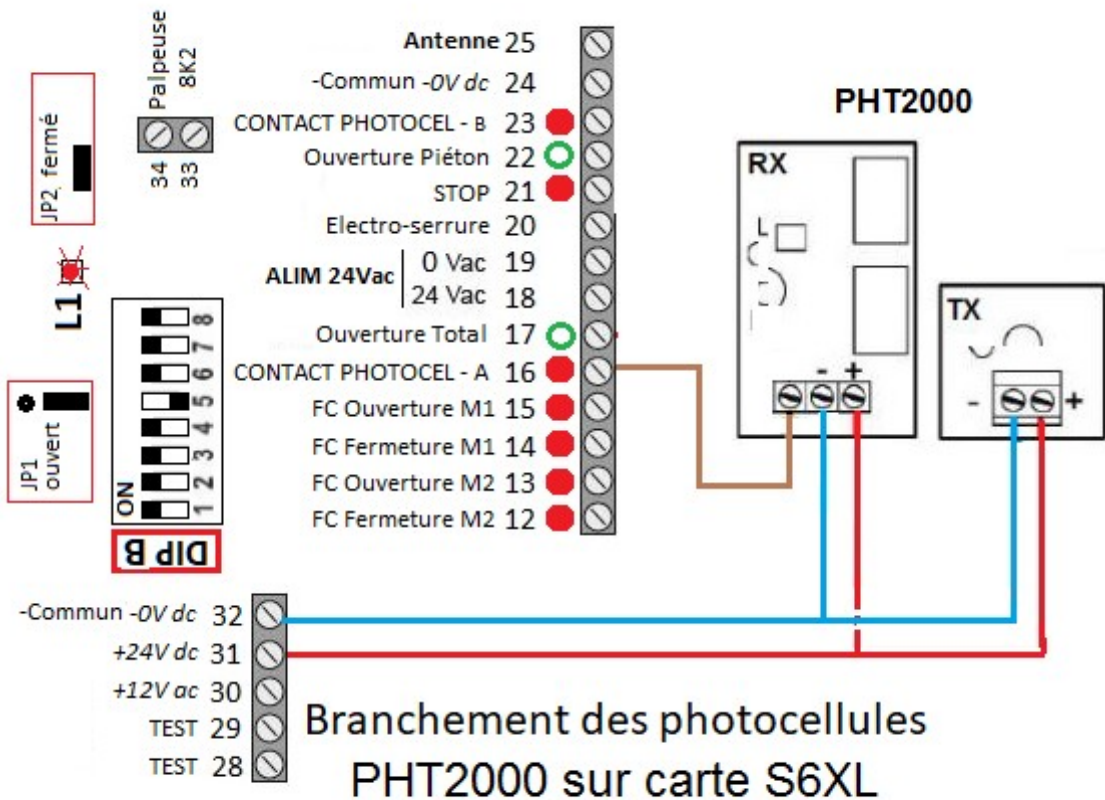 Antenne 25
-Commun -0V dc 24
CONTACT PHOTOCEL - B 23
Ouverture Piéton 22
STOP 21
Electro-serrure 20
ALIM 24Vac
0 Vac 19
24 Vac 18
Ouverture Total 17
CONTACT PHOTOCEL - A 16
FC Ouverture M1 15
FC Fermeture M1 14
FC Ouverture M2 13
FC Fermeture M2 12
Palpeuse
8K2
34
33
JP2, fermé
L1
JP1
ouvert
ON
8
7
6
5
4
3
2
1
DIP B
PHT2000
RX
L
- +
TX
- +
-Commun -0V dc 32
+24V dc 31
+12V ac 30
TEST 29
TEST 28
Branchement des photocellules
PHT2000 sur carte S6XL